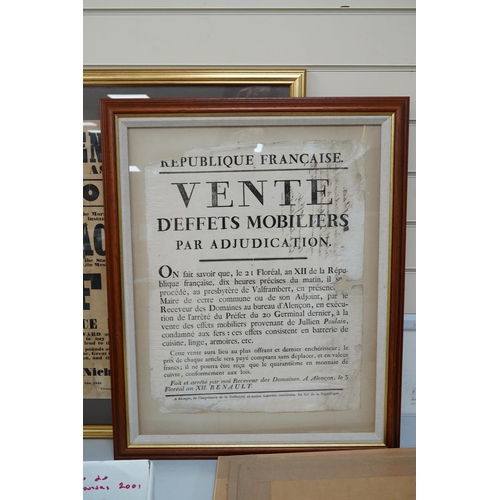 RÉPUBLIQUE FRANÇAISE.
VENTE
D'EFFETS MOBILIERS
PAR ADJUDICATION.
ON fait savoir que, le 21 Floréal, an XII de la Répu-
blique française, dix heures précises du matin, il
procédé, au presbytère de Valframbert, en présence
Maire de cette commune ou de son Adjoint, par le
Receveur des Domaines au bureau d'Alençon, en exécu-
tion de l'arrêté du Préfet du 20 Germinal dernier, à la
vente des effets mobiliers provenant de Jullien Poulain,
condamné aux fers : ces effets consistent en batterie de
cuisine, linge, armoires, etc.
Cette vente aura lieu au plus offrant et dernier enchérisseur; le
prix de chaque article sera payé comptant sans déplacer, et en valeur
francs; il ne pourra être reçu que le quarantième en monnaie de
cuivre, conformément aux lois.
Fait et arrêté par nous Receveur des Domaines. A Alençon, le 5
Floréal an XII. RENAULT.
AS
O
F
Nich
2001